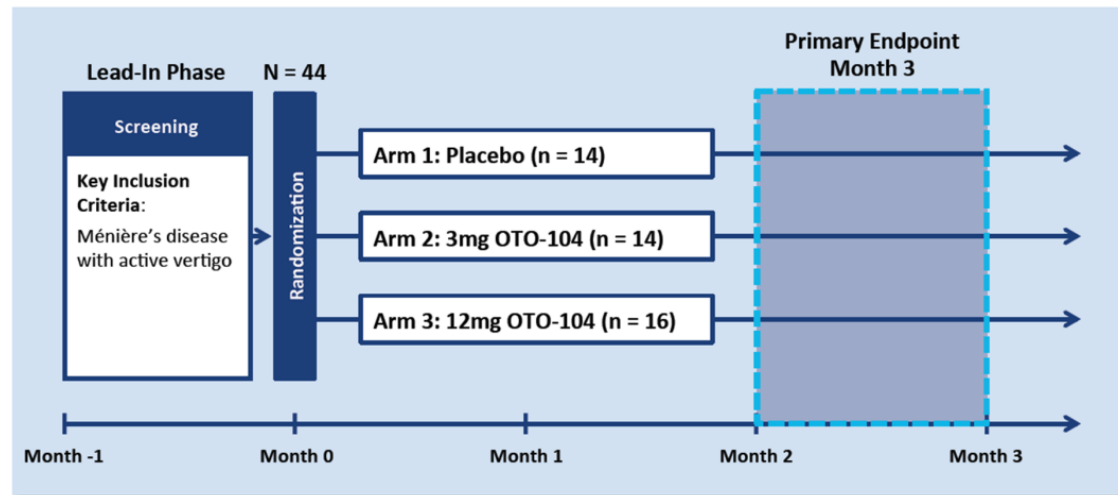 Primary Endpoint
Month 3
Lead-In Phase
N = 44
Screening
Key Inclusion
Criteria:
Ménière's disease
with active vertigo
Randomization
Arm 1: Placebo (n = 14)
Arm 2: 3mg OTO-104 (n = 14)
Arm 3: 12mg OTO-104 (n = 16)
Month -1
Month 0
Month 1
Month 2
Month 3